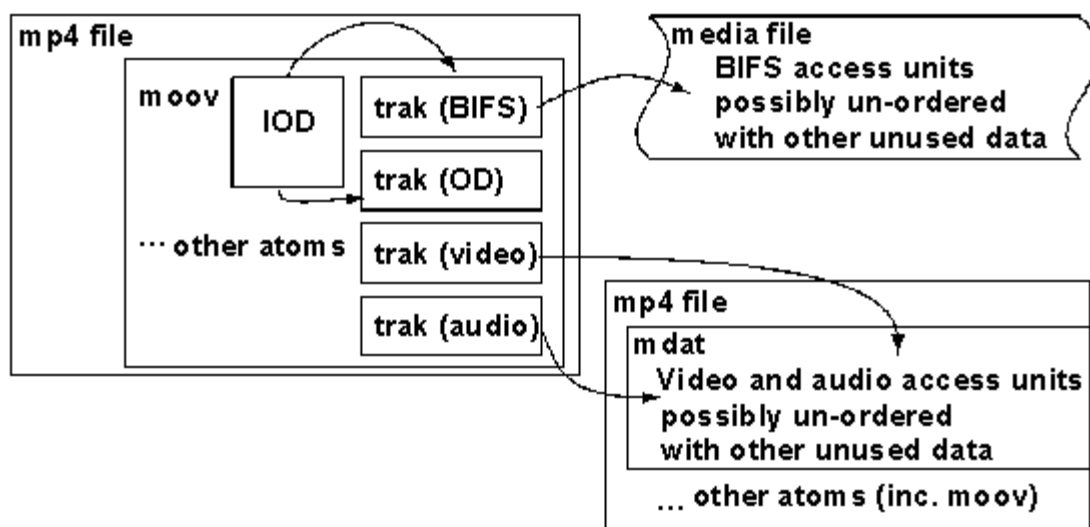 mp4 file
moov
IOD
trak (BIFS)
trak (OD)
... other atoms
trak (video)
trak (audio)
media file
BIFS access units
possibly un-ordered
with other unused data
mp4 file
mdat
Video and audio access units
possibly un-ordered
with other unused data
... other atoms (inc. moov)